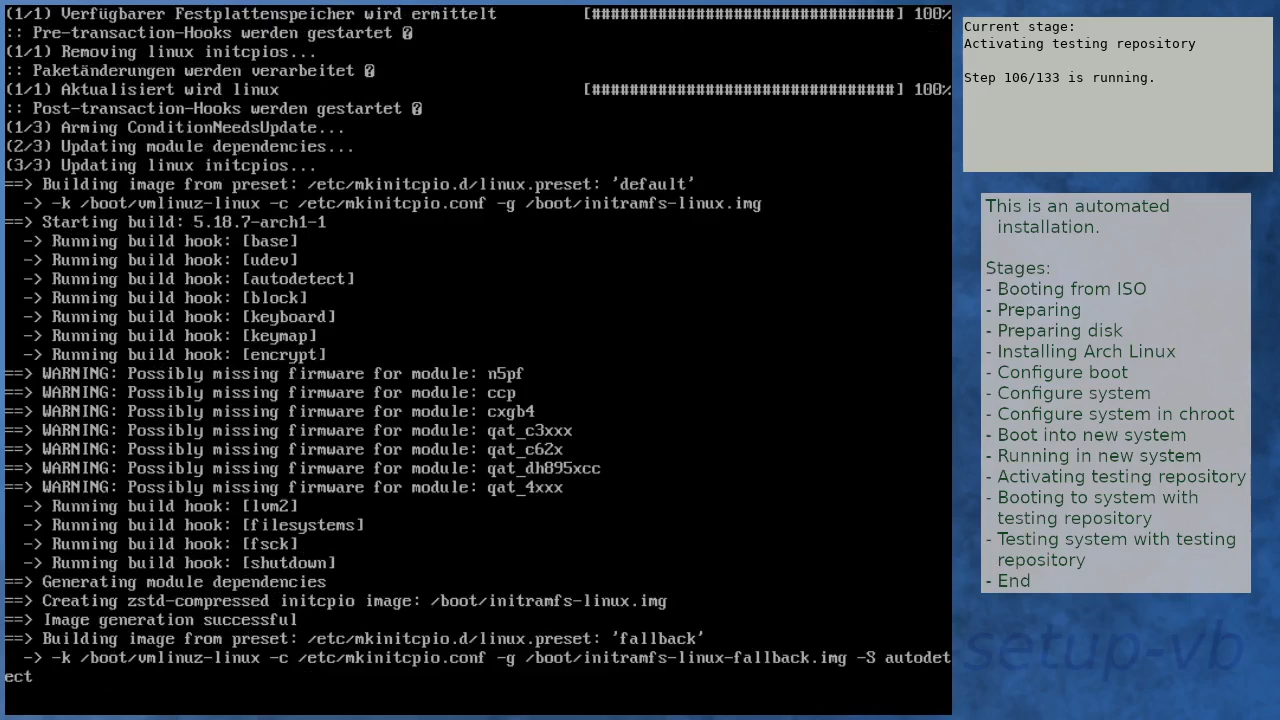 (1/1) Verfügbarer Festplattenspeicher wird ermittelt [################################] 100%
:: Pre-transaction-Hooks werden gestartet �
(1/1) Removing linux initcpios...
:: Paketänderungen werden verarbeitet �
(1/1) Aktualisiert wird linux [################################] 100%
:: Post-transaction-Hooks werden gestartet �
(1/3) Arming ConditionNeedsUpdate...
(2/3) Updating module dependencies...
(3/3) Updating linux initcpios...
==> Building image from preset: /etc/mkinitcpio.d/linux.preset: 'default'
-> -k /boot/vmlinuz-linux -c /etc/mkinitcpio.conf -g /boot/initramfs-linux.img
==> Starting build: 5.18.7-arch1-1
-> Running build hook: [base]
-> Running build hook: [udev]
-> Running build hook: [autodetect]
-> Running build hook: [block]
-> Running build hook: [keyboard]
-> Running build hook: [keymap]
-> Running build hook: [encrypt]
==> WARNING: Possibly missing firmware for module: n5pf
==> WARNING: Possibly missing firmware for module: ccp
==> WARNING: Possibly missing firmware for module: cxgb4
==> WARNING: Possibly missing firmware for module: qat_c3xxx
==> WARNING: Possibly missing firmware for module: qat_c62x
==> WARNING: Possibly missing firmware for module: qat_dh895xcc
==> WARNING: Possibly missing firmware for module: qat_4xxx
-> Running build hook: [lvm2]
-> Running build hook: [filesystems]
-> Running build hook: [fsck]
-> Running build hook: [shutdown]
==> Generating module dependencies
==> Creating zstd-compressed initcpio image: /boot/initramfs-linux.img
==> Image generation successful
==> Building image from preset: /etc/mkinitcpio.d/linux.preset: 'fallback'
-> -k /boot/vmlinuz-linux -c /etc/mkinitcpio.conf -g /boot/initramfs-linux-fallback.img -S autodet
ect
Current stage:
Activating testing repository
Step 106/133 is running.
This is an automated
installation.
Stages:
- Booting from ISO
- Preparing
- Preparing disk
- Installing Arch Linux
- Configure boot
- Configure system
- Configure system in chroot
- Boot into new system
- Running in new system
- Activating testing repository
- Booting to system with
testing repository
- Testing system with testing
repository
- End
setup-vb